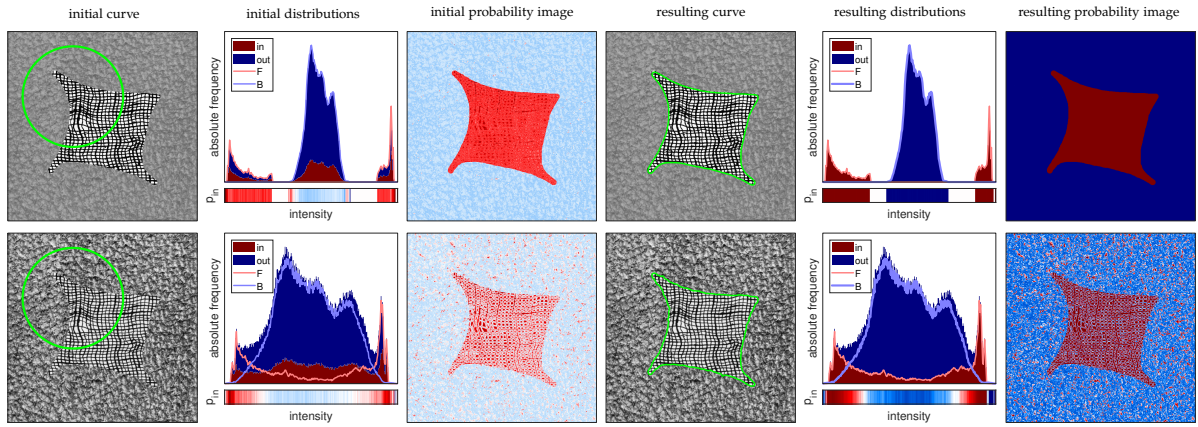 initial curve
initial distributions
initial probability image
resulting curve
resulting distributions
resulting probability image
absolute frequency
in
out
F
B
p_in
intensity
absolute frequency
in
out
F
B
p_in
intensity
absolute frequency
in
out
F
B
p_in
intensity
absolute frequency
in
out
F
B
p_in
intensity